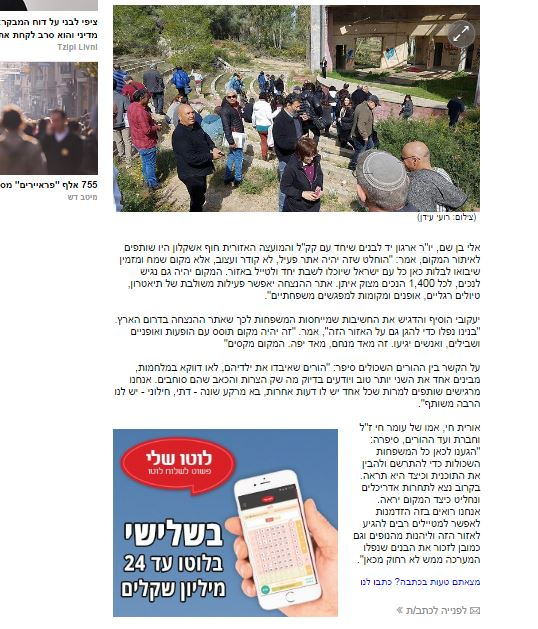 ציפי לבני על דוח המבקר:
מדיני והוא סרב לקחת את
Tzipi Livni
755 אלף "פראיירים" מס
מיטב דש
(צילום: רועי עידן)
אלי בן שם, יו"ר ארגון יד לבנים שיחד עם קק"ל והמועצה האזורית חוף אשקלון היו שותפים
לאיתור המקום, אמר: "הוחלט שזה יהיה אתר פעיל, לא קודר ועצוב, אלא מקום שמח ומזמין
שיבואו לבלות כאן כל עם ישראל שיוכלו לשבת יחד ולטייל באזור. המקום יהיה גם נגיש
לנכים, לכל 1,400 הנכים מצוק איתן. אתר ההנצחה יאפשר פעילות משולבת של תיאטרון,
טיולים רגליים, אופנים ומקומות למפגשים משפחתיים".
יעקובי הוסיף והדגיש את החשיבות שמייחסות המשפחות לכך שאתר ההנצחה בדרום הארץ.
"בנינו נפלו כדי להגן גם על האזור הזה", אמר. "זה יהיה מקום תוסס עם הופעות ואופניים
ושבילים, ואנשים יגיעו. זה מאד מנחם, מאד יפה. המקום מקסים"
על הקשר בין ההורים השכולים סיפר: "הורים שאיבדו את ילדיהם, לאו דווקא במלחמות,
מבינים אחד את השני יותר טוב ויודעים בדיוק מה שק הצרות והכאב שהם סוחבים. אנחנו
מרגישים שותפים למרות שכל אחד יש לו דעות אחרות, בא מרקע שונה - דתי, חילוני - יש לנו
הרבה משותף".
אורית חי, אמו של עומר חי ז"ל
וחברת ועד ההורים, סיפרה:
"הגענו לכאן כל המשפחות
השכולות כדי להתרשם ולהבין
את התוכנית וכיצד היא תראה.
בקרוב נצא לתחרות אדריכלים
ונחליט כיצד המקום יראה.
אנחנו רואים בזה הזדמנות
לאפשר למטיילים רבים להגיע
לאזור הזה וליהנות מהנופים וגם
כמובן לזכור את הבנים שנפלו
המערכה ממש לא רחוק מכאן".
לוטו שלי
פשוט לשלוח לוטו
בשלישי
בלוטו עד 24
מיליון שקלים
מצאתם טעות בכתבה? כתבו לנו
לפנייה לכתב/ת »